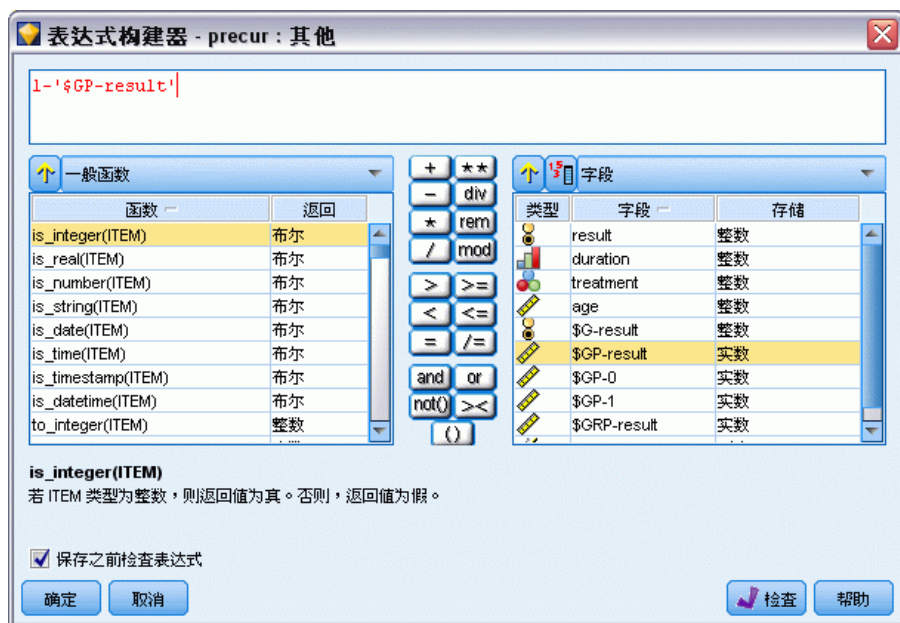 表达式构建器 - precur : 其他
1-'$GP-result'
一般函数
函数 返回
is_integer(ITEM) 布尔
is_real(ITEM) 布尔
is_number(ITEM) 布尔
is_string(ITEM) 布尔
is_date(ITEM) 布尔
is_time(ITEM) 布尔
is_timestamp(ITEM) 布尔
is_datetime(ITEM) 布尔
to_integer(ITEM) 整数
+ **
- div
* rem
/ mod
> >=
< <=
= /=
and or
not() ><
()
字段
类型 字段 存储
result 整数
duration 整数
treatment 整数
age 整数
$G-result 整数
$GP-result 实数
$GP-0 实数
$GP-1 实数
$GRP-result 实数
is_integer(ITEM)
若 ITEM 类型为整数，则返回值为真。否则，返回值为假。
保存之前检查表达式
确定 取消 检查 帮助